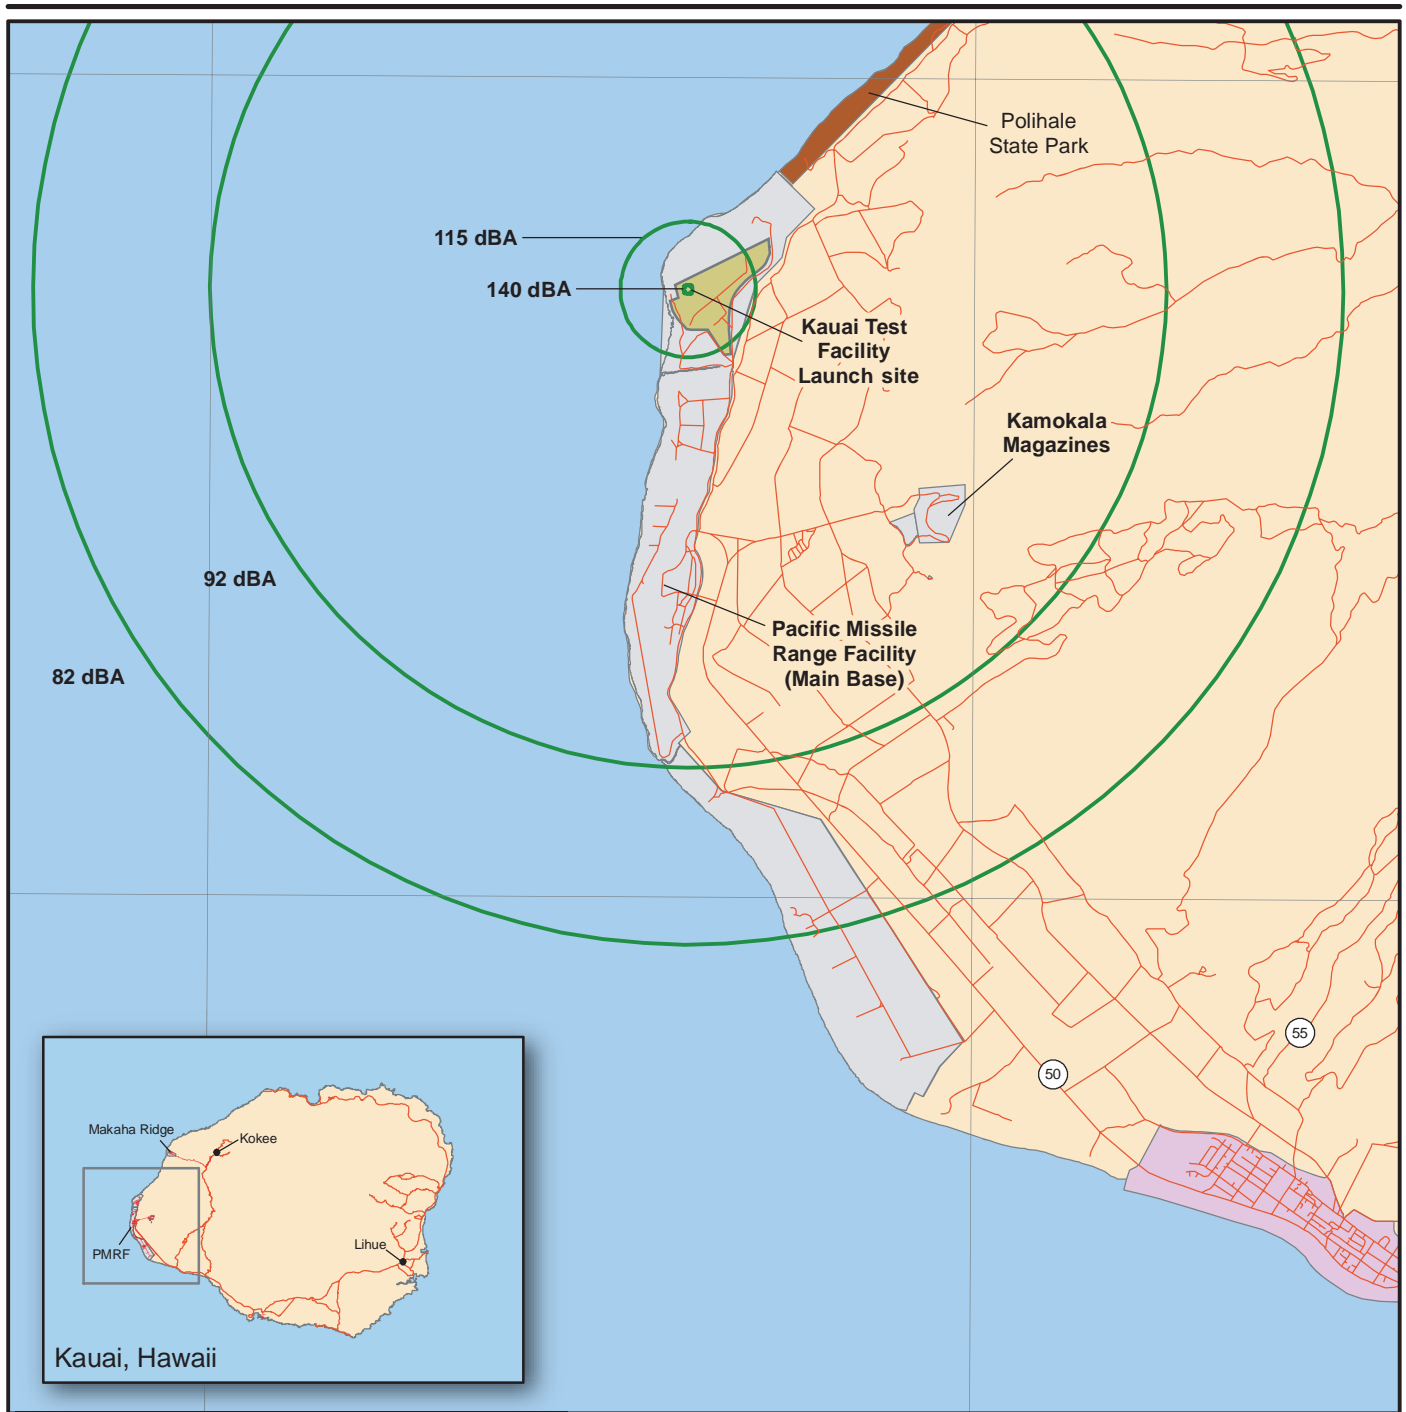 Polihale
State Park
115 dBA
140 dBA
Kauai Test
Facility
Launch site
Kamokala
Magazines
92 dBA
Pacific Missile
Range Facility
(Main Base)
82 dBA
55
50
Makaha Ridge
Kokee
PMRF
Lihue
Kauai, Hawaii